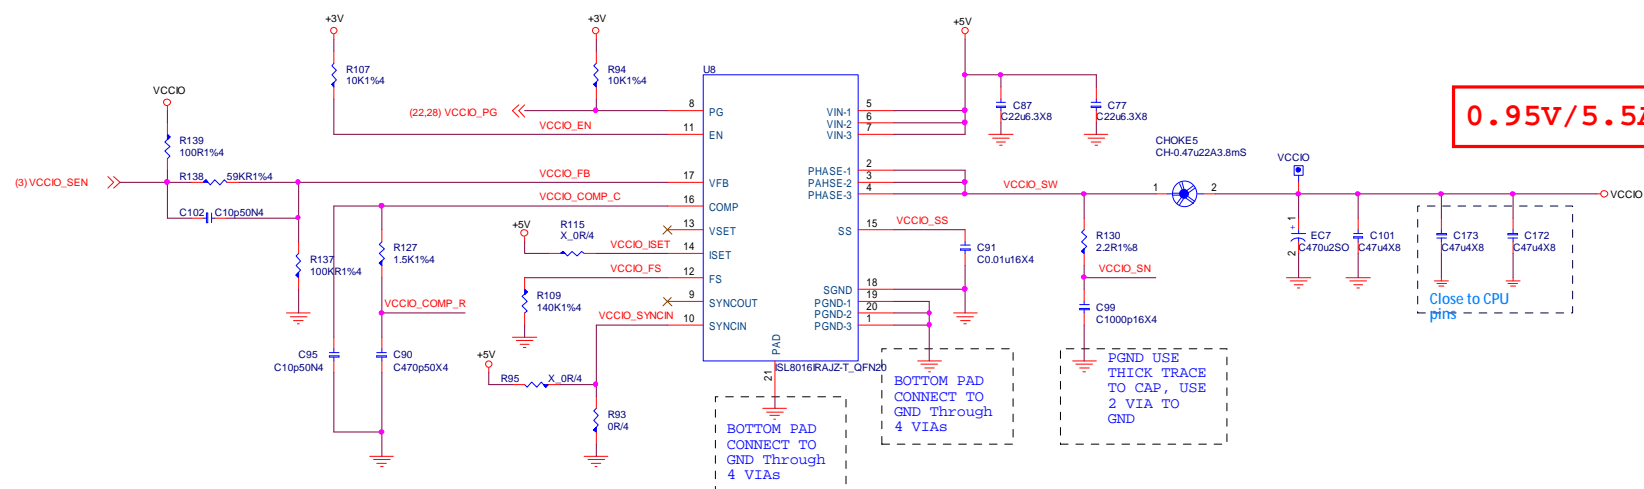 +3V
R107
10K1%4
+3V
R94
10K1%4
(22,28) VCCIO_PG
VCCIO_EN
VCCIO
R139
100R1%4
(3) VCCIO_SEN
R138
59KR1%4
VCCIO_FB
VCCIO_COMP_C
C102
C10p50N4
R137
100KR1%4
R127
1.5K1%4
VCCIO_COMP_R
C95
C10p50N4
C90
C470p50X4
+5V
R115
X_0R/4
VCCIO_ISET
VCCIO_FS
R109
140K1%4
VCCIO_SYNCIN
+5V
R95
X_0R/4
R93
0R/4
U8
8
PG
11
EN
17
VFB
16
COMP
13
VSET
14
ISET
12
FS
9
SYNCOUT
10
SYNCIN
VIN-1
5
VIN-2
6
VIN-3
7
PHASE-1
2
PAHSE-2
3
PHASE-3
4
SS
15
SGND
18
PGND-1
19
PGND-2
20
PGND-3
1
PAD
21
ISL8016IRAJZ-T_QFN20
+5V
C87
C22u6.3X8
C77
C22u6.3X8
VCCIO_SW
VCCIO_SS
C91
C0.01u16X4
R130
2.2R1%8
VCCIO_SN
C99
C1000p16X4
CHOKE5
CH-0.47u22A3.8mS
1
2
VCCIO
+
1
EC7
C470u2SO
2
C101
C47u4X8
C173
C47u4X8
C172
C47u4X8
VCCIO
Close to CPU
pins
0.95V/5.5
BOTTOM PAD
CONNECT TO
GND Through
4 VIAs
BOTTOM PAD
CONNECT TO
GND Through
4 VIAs
PGND USE
THICK TRACE
TO CAP, USE
2 VIA TO
GND